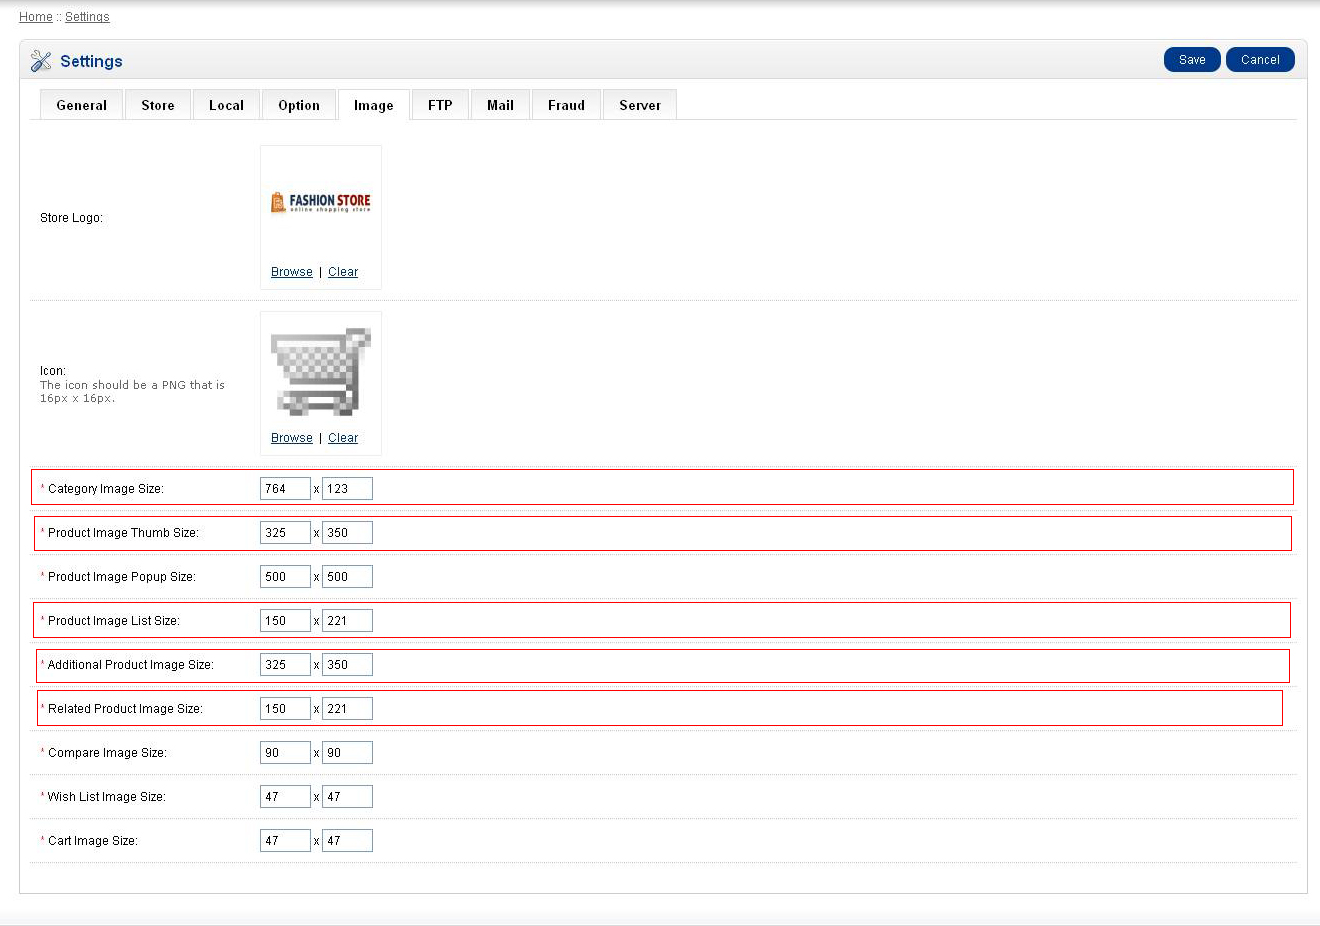 Home :: Settings
Settings
Save Cancel
General Store Local Option Image FTP Mail Fraud Server
Store Logo:
FASHION STORE
online shopping store
Browse | Clear
Icon:
The icon should be a PNG that is
16px x 16px.
Browse | Clear
* Category Image Size: 764 x 123
* Product Image Thumb Size: 325 x 350
* Product Image Popup Size: 500 x 500
* Product Image List Size: 150 x 221
* Additional Product Image Size: 325 x 350
* Related Product Image Size: 150 x 221
* Compare Image Size: 90 x 90
* Wish List Image Size: 47 x 47
* Cart Image Size: 47 x 47